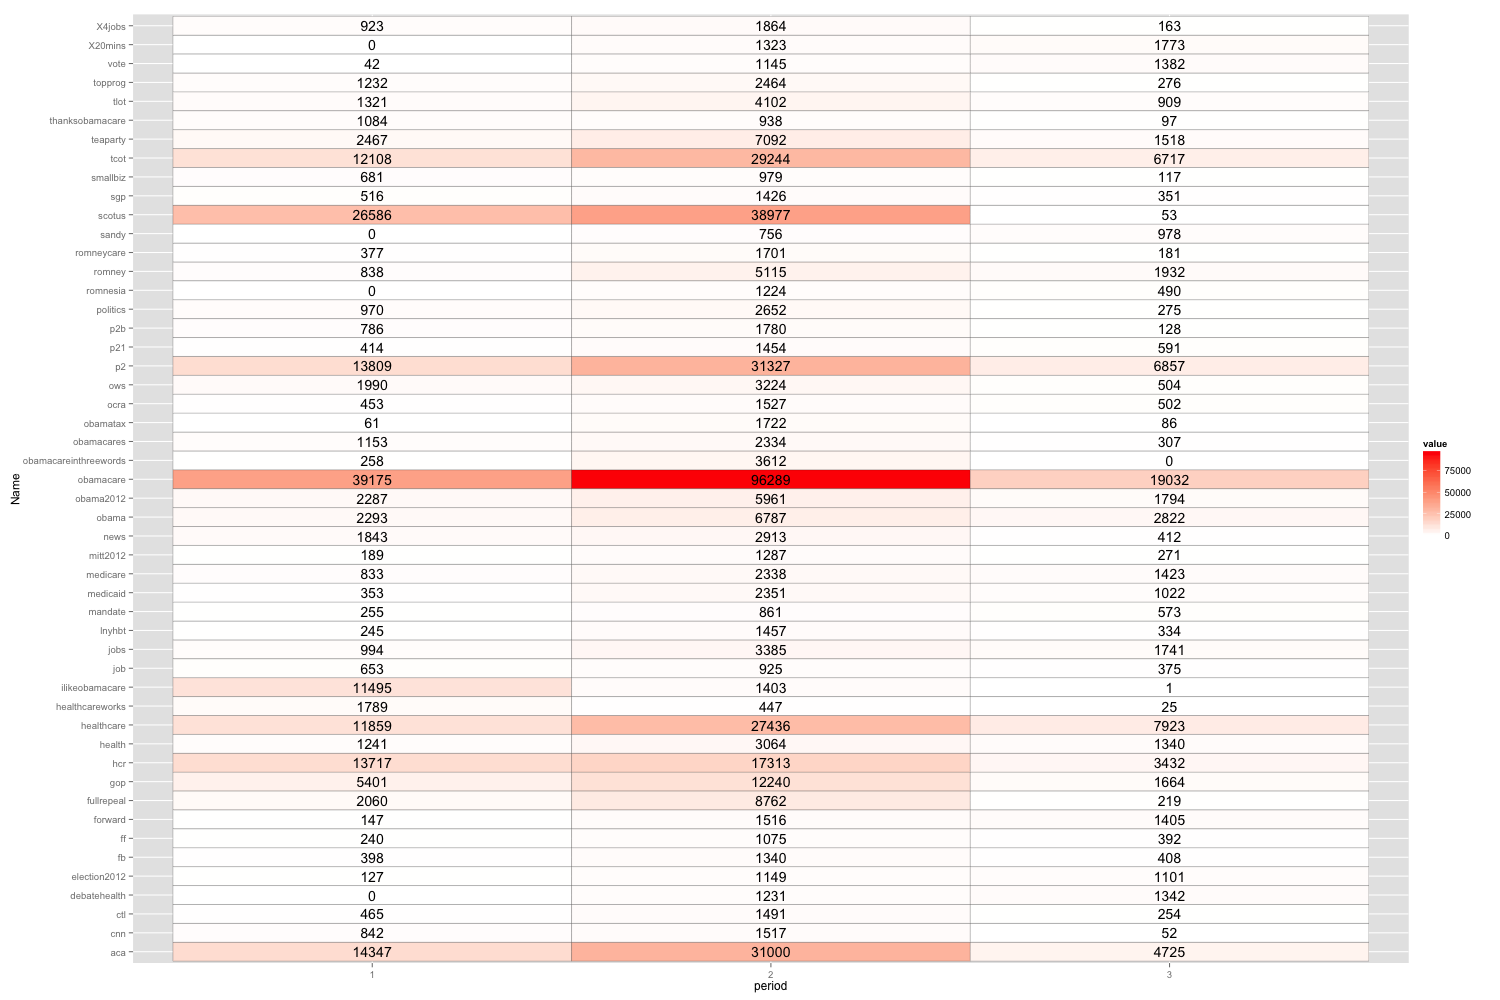 X4jobs 923 1864 163
X20mins 0 1323 1773
vote 42 1145 1382
topprog 1232 2464 276
tlot 1321 4102 909
thanksobamacare 1084 938 97
teaparty 2467 7092 1518
tcot 12108 29244 6717
smallbiz 681 979 117
sgp 516 1426 351
scotus 26586 38977 53
sandy 0 756 978
romneycare 377 1701 181
romney 838 5115 1932
romnesia 0 1224 490
politics 970 2652 275
p2b 786 1780 128
p21 414 1454 591
p2 13809 31327 6857
ows 1990 3224 504
ocra 453 1527 502
obamatax 61 1722 86
obamacares 1153 2334 307
obamacareinthreewords 258 3612 0
obamacare 39175 96289 19032
obama2012 2287 5961 1794
obama 2293 6787 2822
news 1843 2913 412
mitt2012 189 1287 271
medicare 833 2338 1423
medicaid 353 2351 1022
mandate 255 861 573
lnyhbt 245 1457 334
jobs 994 3385 1741
job 653 925 375
ilikeobamacare 11495 1403 1
healthcareworks 1789 447 25
healthcare 11859 27436 7923
health 1241 3064 1340
hcr 13717 17313 3432
gop 5401 12240 1664
fullrepeal 2060 8762 219
forward 147 1516 1405
ff 240 1075 392
fb 398 1340 408
election2012 127 1149 1101
debatehealth 0 1231 1342
ctl 465 1491 254
cnn 842 1517 52
aca 14347 31000 4725
1 2 3
period
Name
value
75000
50000
25000
0